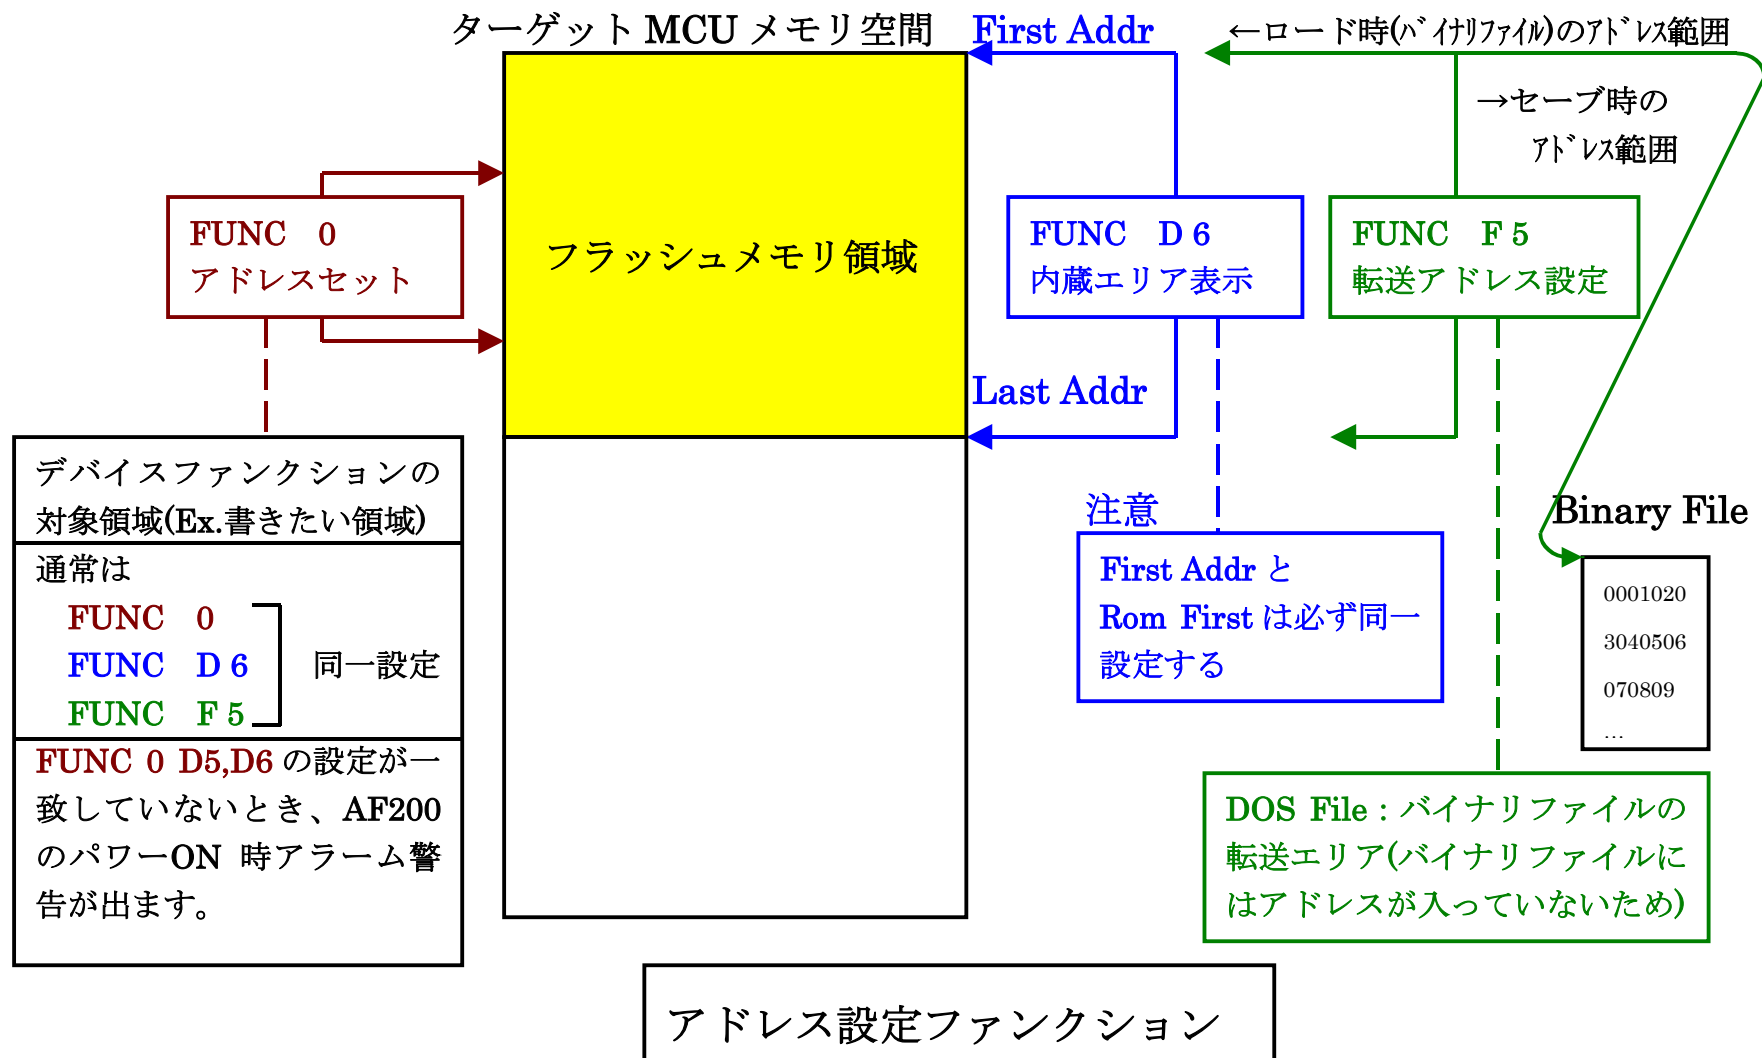 ターゲット MCU メモリ空間
First Addr
←ロード時(ﾊﾞｲﾅﾘﾌｧｲﾙ)のｱﾄﾞﾚｽ範囲
→セーブ時の
ｱﾄﾞﾚｽ範囲
FUNC 0
アドレスセット
フラッシュメモリ領域
FUNC D 6
内蔵エリア表示
FUNC F 5
転送アドレス設定
Last Addr
デバイスファンクションの
対象領域(Ex.書きたい領域)
通常は
FUNC 0
FUNC D 6
FUNC F 5
同一設定
FUNC 0 D5,D6 の設定が一
致していないとき、AF200
のパワーON 時アラーム警
告が出ます。
注意
First Addr と
Rom First は必ず同一
設定する
Binary File
0001020
3040506
070809
…
DOS File : バイナリファイルの
転送エリア(バイナリファイルに
はアドレスが入っていないため)
アドレス設定ファンクション